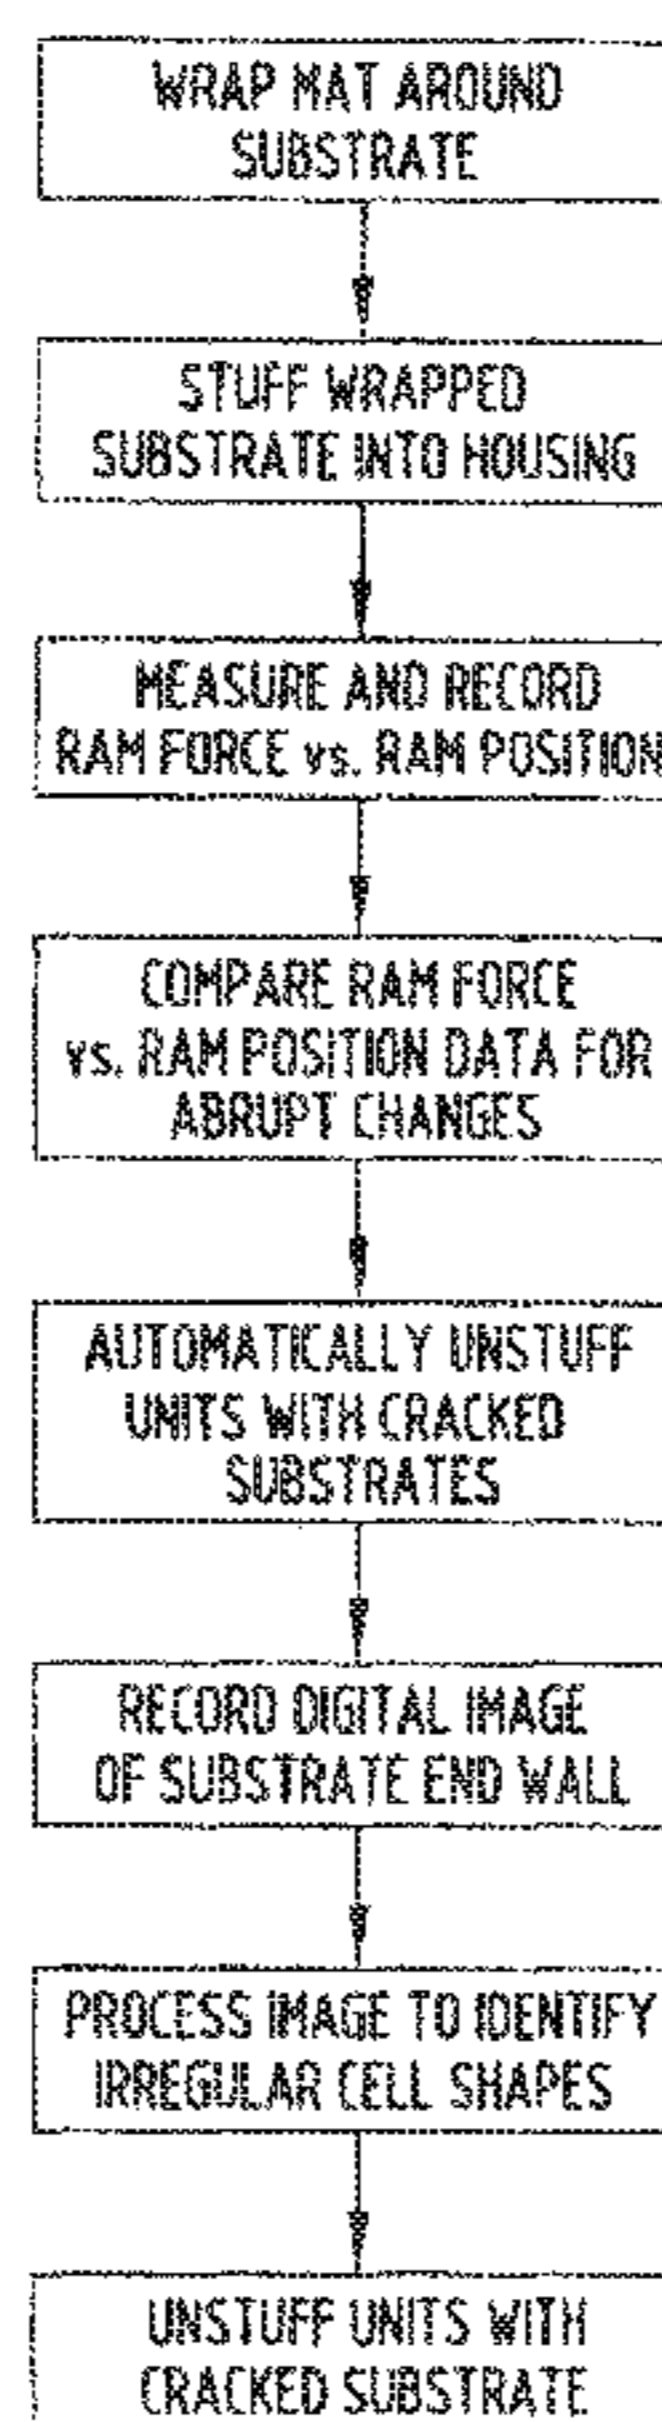 WRAP MAT AROUND
SUBSTRATE
STUFF WRAPPED
SUBSTRATE INTO HOUSING
MEASURE AND RECORD
RAM FORCE vs. RAM POSITION
COMPARE RAM FORCE
vs. RAM POSITION DATA FOR
ABRUPT CHANGES
AUTOMATICALLY UNSTUFF
UNITS WITH CRACKED
SUBSTRATES
RECORD DIGITAL IMAGE
OF SUBSTRATE END WALL
PROCESS IMAGE TO IDENTIFY
IRREGULAR CELL SHAPES
UNSTUFF UNITS WITH
CRACKED SUBSTRATE